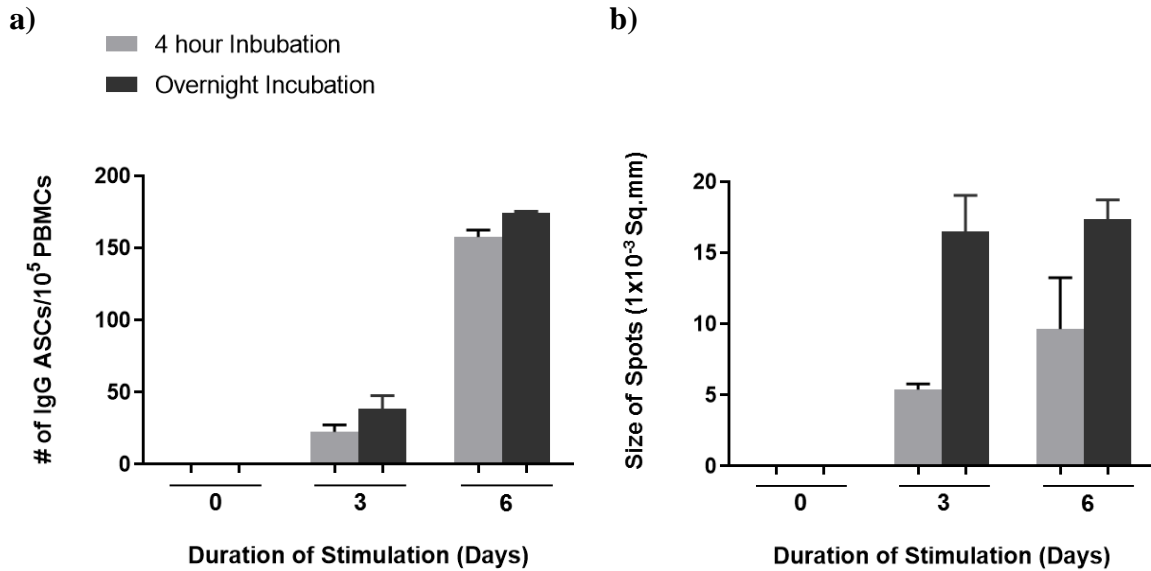 a)
4 hour Inbubation
Overnight Incubation
# of IgG ASCs/10⁵ PBMCs
200
150
100
50
0
0 3 6
Duration of Stimulation (Days)
b)
Size of Spots (1x10⁻³ Sq.mm)
20
15
10
5
0
0 3 6
Duration of Stimulation (Days)